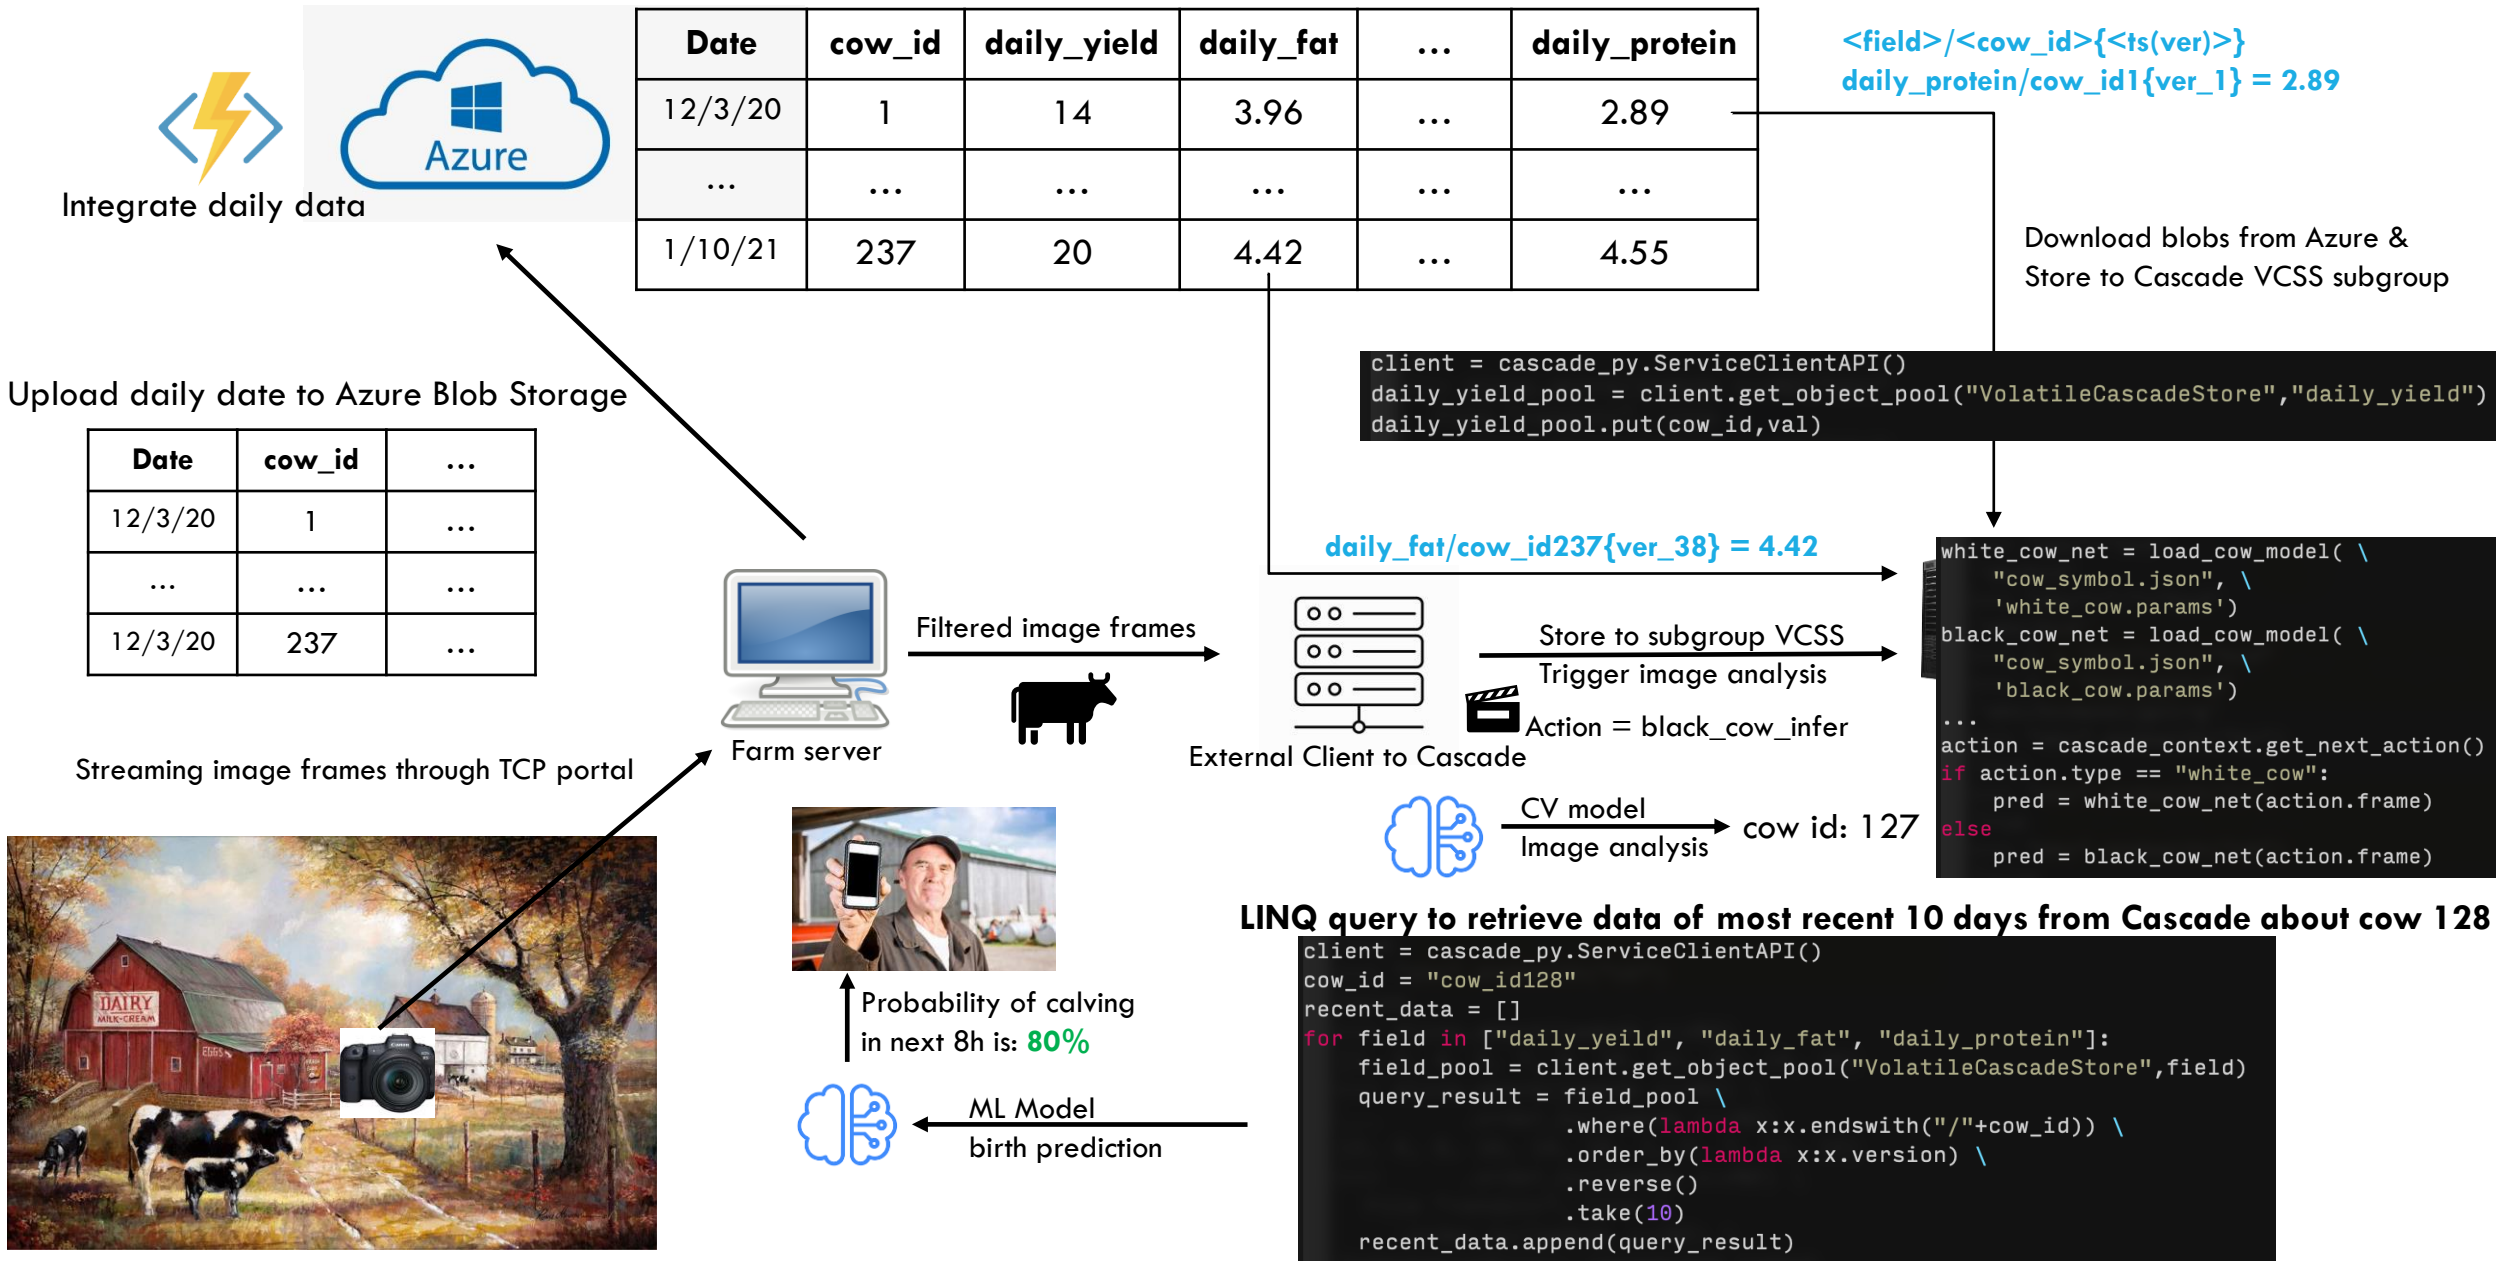 Date cow_id daily_yield daily_fat ... daily_protein
12/3/20 1 14 3.96 ... 2.89
... ... ... ... ... ...
1/10/21 237 20 4.42 ... 4.55
<field>/<cow_id>{<ts(ver)>}
daily_protein/cow_id1{ver_1} = 2.89
Azure
Integrate daily data
Download blobs from Azure &
Store to Cascade VCSS subgroup
client = cascade_py.ServiceClientAPI()
daily_yield_pool = client.get_object_pool("VolatileCascadeStore","daily_yield")
daily_yield_pool.put(cow_id,val)
Upload daily date to Azure Blob Storage
Date cow_id ...
12/3/20 1 ...
... ... ...
12/3/20 237 ...
daily_fat/cow_id237{ver_38} = 4.42
Filtered image frames
Farm server
External Client to Cascade
Store to subgroup VCSS
Trigger image analysis
Action = black_cow_infer
white_cow_net = load_cow_model( \
"cow_symbol.json", \
'white_cow.params')
black_cow_net = load_cow_model( \
"cow_symbol.json", \
'black_cow.params')
...
action = cascade_context.get_next_action()
if action.type == "white_cow":
pred = white_cow_net(action.frame)
else
pred = black_cow_net(action.frame)
Streaming image frames through TCP portal
CV model
Image analysis
cow id: 127
DAIRY
MILK-CREAM
EGGS
Canon
LINQ query to retrieve data of most recent 10 days from Cascade about cow 128
client = cascade_py.ServiceClientAPI()
cow_id = "cow_id128"
recent_data = []
for field in ["daily_yeild", "daily_fat", "daily_protein"]:
field_pool = client.get_object_pool("VolatileCascadeStore",field)
query_result = field_pool \
.where(lambda x:x.endswith("/"+cow_id)) \
.order_by(lambda x:x.version) \
.reverse()
.take(10)
recent_data.append(query_result)
Probability of calving
in next 8h is: 80%
ML Model
birth prediction